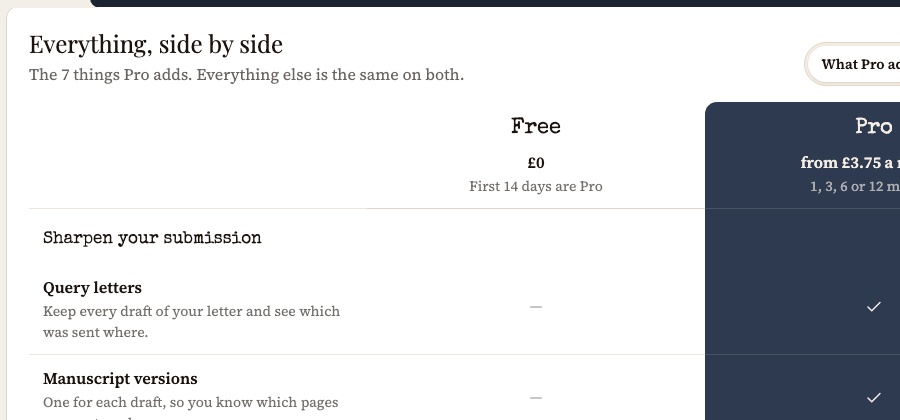 Everything, side by side
The 7 things Pro adds. Everything else is the same on both.
What Pro
Free
Pro
£0
from £3.75 a
First 14 days are Pro
1, 3, 6 or 12
Sharpen your submission
Query letters
Keep every draft of your letter and see which
was sent where.
Manuscript versions
One for each draft, so you know which pages